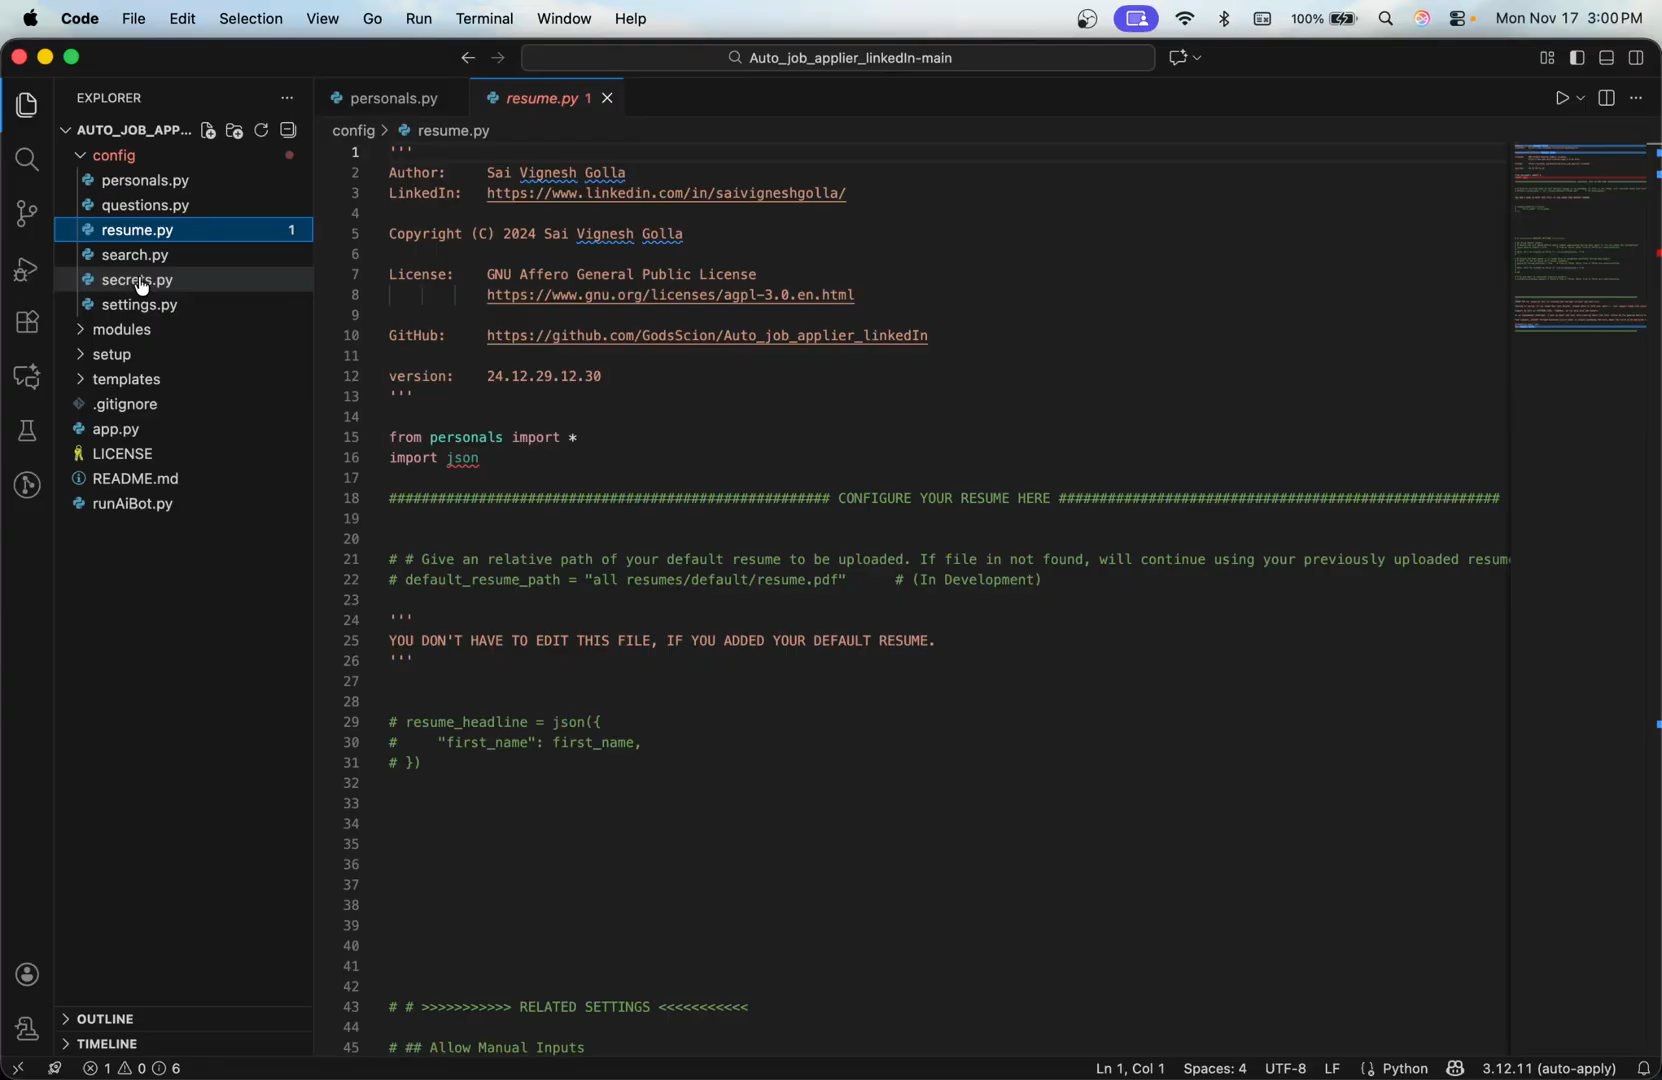 Code File Edit Selection View Go Run Terminal Window Help 100% Mon Nov 17 3:00 PM
Auto_job_applier_linkedIn-main
EXPLORER
AUTO_JOB_APP...
config
personals.py
questions.py
resume.py 1
search.py
secrets.py
settings.py
modules
setup
templates
.gitignore
app.py
LICENSE
README.md
runAiBot.py
OUTLINE
TIMELINE
personals.py resume.py 1
config > resume.py
1 '''
2 Author: Sai Vignesh Golla
3 LinkedIn: https://www.linkedin.com/in/saivigneshgolla/
4
5 Copyright (C) 2024 Sai Vignesh Golla
6
7 License: GNU Affero General Public License
8 https://www.gnu.org/licenses/agpl-3.0.en.html
9
10 GitHub: https://github.com/GodsScion/Auto_job_applier_linkedIn
11
12 version: 24.12.29.12.30
13 '''
14
15 from personals import *
16 import json
17
18 ###################################################### CONFIGURE YOUR RESUME HERE ######################################################
19
20
21 # # Give an relative path of your default resume to be uploaded. If file in not found, will continue using your previously uploaded resum
22 # default_resume_path = "all resumes/default/resume.pdf" # (In Development)
23
24 '''
25 YOU DON'T HAVE TO EDIT THIS FILE, IF YOU ADDED YOUR DEFAULT RESUME.
26 '''
27
28
29 # resume_headline = json({
30 # "first_name": first_name,
31 # })
32
33
34
35
36
37
38
39
40
41
42
43 # # >>>>>>>>>>> RELATED SETTINGS <<<<<<<<<<<
44
45 # ## Allow Manual Inputs
1 0 6 Ln 1, Col 1 Spaces: 4 UTF-8 LF Python 3.12.11 (auto-apply)